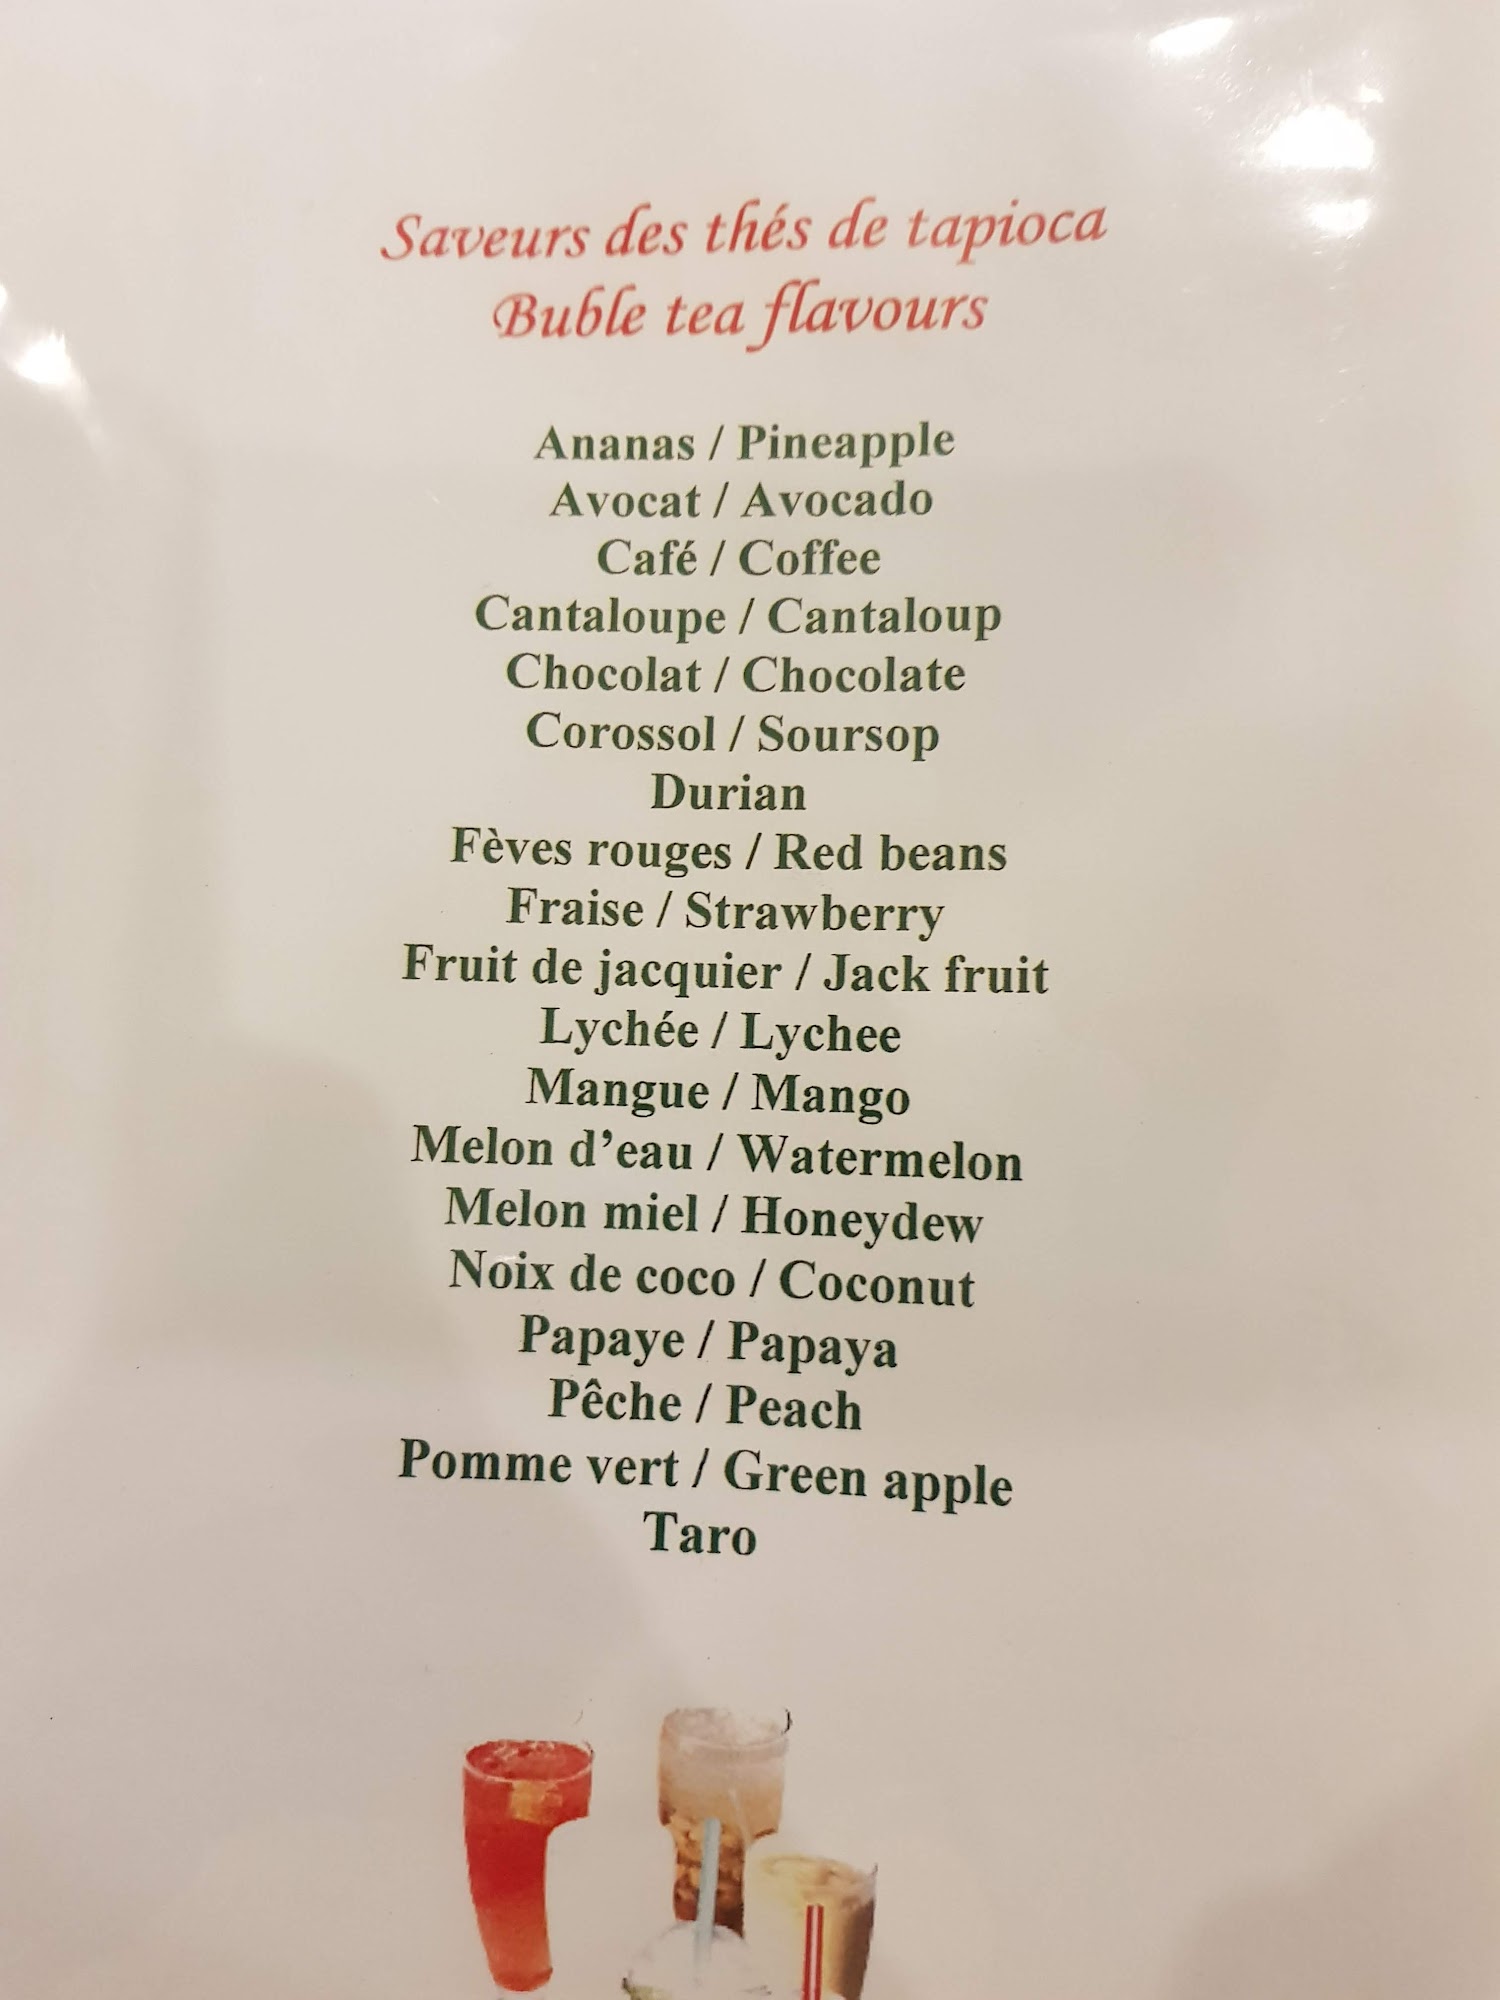 Saveurs des thés de tapioca
Buble tea flavours
Ananas / Pineapple
Avocat / Avocado
Café / Coffee
Cantaloupe / Cantaloup
Chocolat / Chocolate
Corossol / Soursop
Durian
Fèves rouges / Red beans
Fraise / Strawberry
Fruit de jacquier / Jack fruit
Lychée / Lychee
Mangue / Mango
Melon d’eau / Watermelon
Melon miel / Honeydew
Noix de coco / Coconut
Papaye / Papaya
Pêche / Peach
Pomme vert / Green apple
Taro